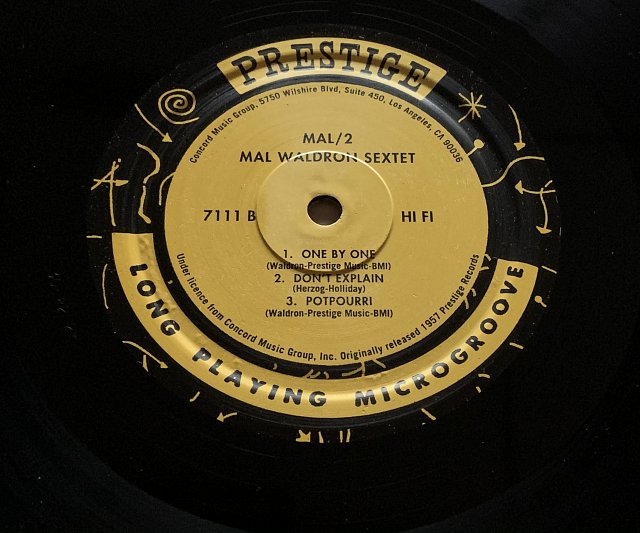 PRESTIGE
Concord Music Group, 5750 Wilshire Blvd, Suite 450, Los Angeles, CA 90036
MAL/2
MAL WALDRON SEXTET
7111 B
HI FI
1. ONE BY ONE
(Waldron-Prestige Music-BMI)
2. DON'T EXPLAIN
(Herzog-Holliday)
3. POTPOURRI
(Waldron-Prestige Music-BMI)
Under licence from Concord Music Group, Inc. Originally released 1957 Prestige Records
LONG PLAYING MICROGROOVE